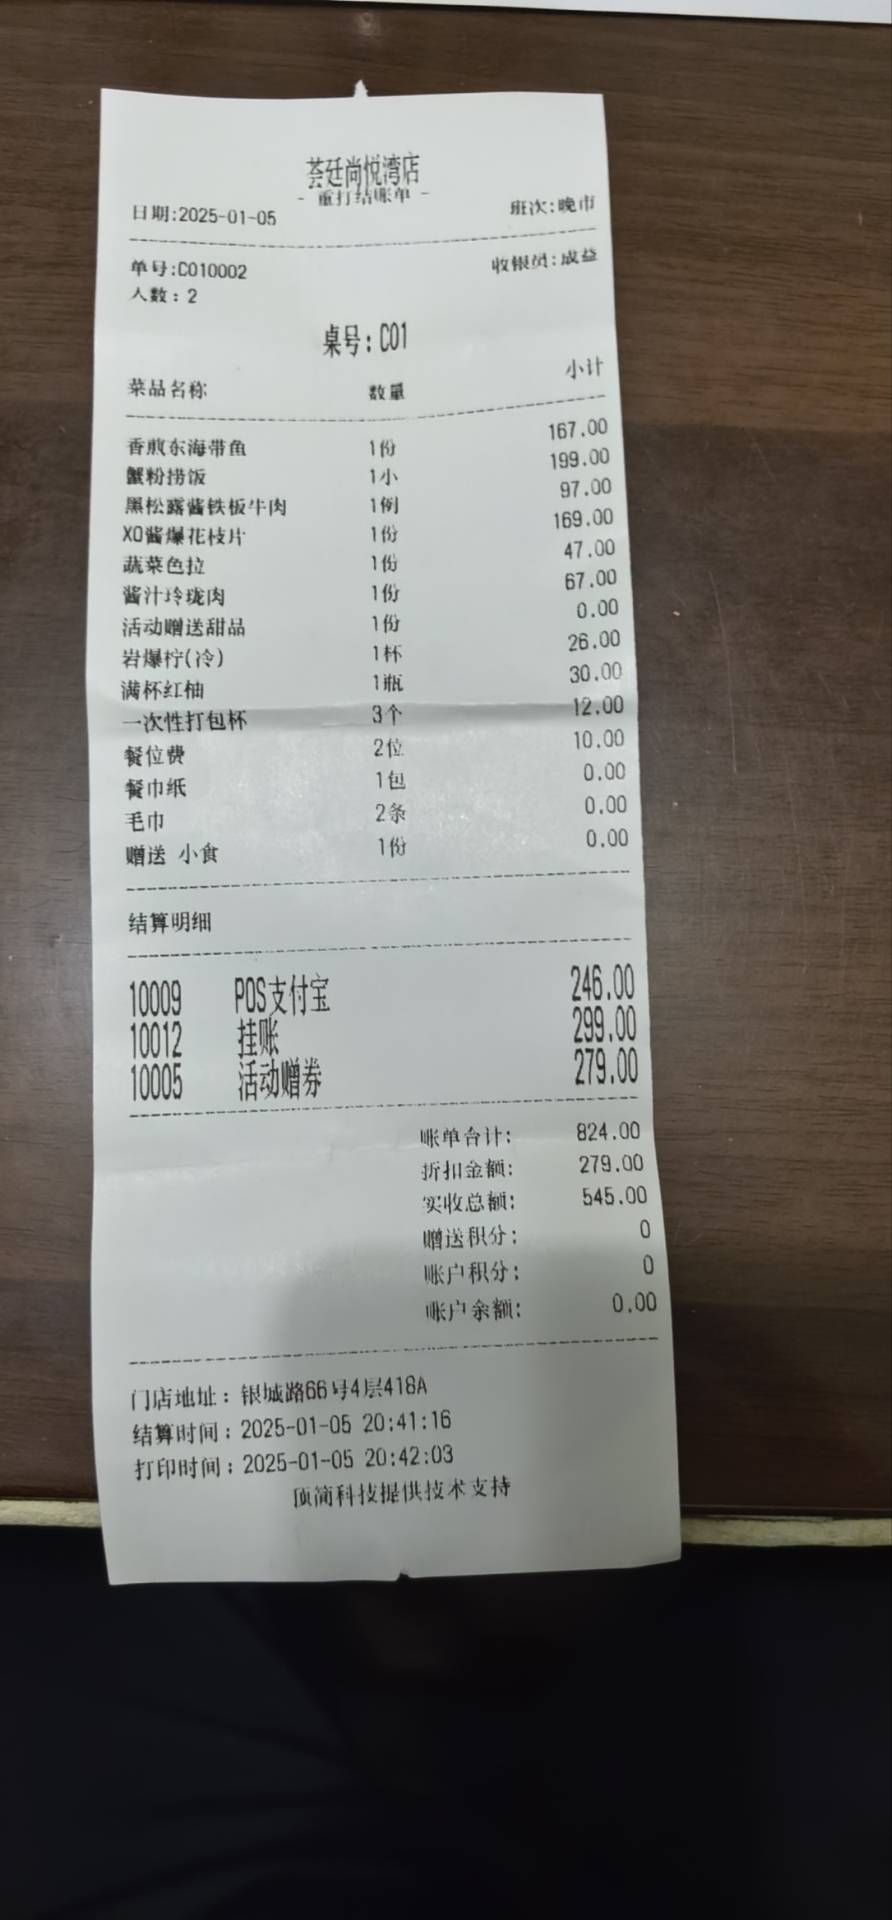 荟廷尚悦湾店
- 重打结账单 -
日期:2025-01-05 班次:晚市
单号:C010002 收银员:成益
人数:2
桌号:C01
菜品名称 数量 小计
香煎东海带鱼 1份 167.00
蟹粉捞饭 1小 199.00
黑松露酱铁板牛肉 1例 97.00
XO酱爆花枝片 1份 169.00
蔬菜色拉 1份 47.00
酱汁玲珑肉 1份 67.00
活动赠送甜品 1份 0.00
岩爆柠(冷) 1杯 26.00
满杯红柚 1瓶 30.00
一次性打包杯 3个 12.00
餐位费 2位 10.00
餐巾纸 1包 0.00
毛巾 2条 0.00
赠送 小食 1份 0.00
结算明细
10009 POS支付宝 246.00
10012 挂账 299.00
10005 活动赠券 279.00
账单合计: 824.00
折扣金额: 279.00
实收总额: 545.00
赠送积分: 0
账户积分: 0
账户余额: 0.00
门店地址:银城路66号4层418A
结算时间:2025-01-05 20:41:16
打印时间:2025-01-05 20:42:03
顶简科技提供技术支持